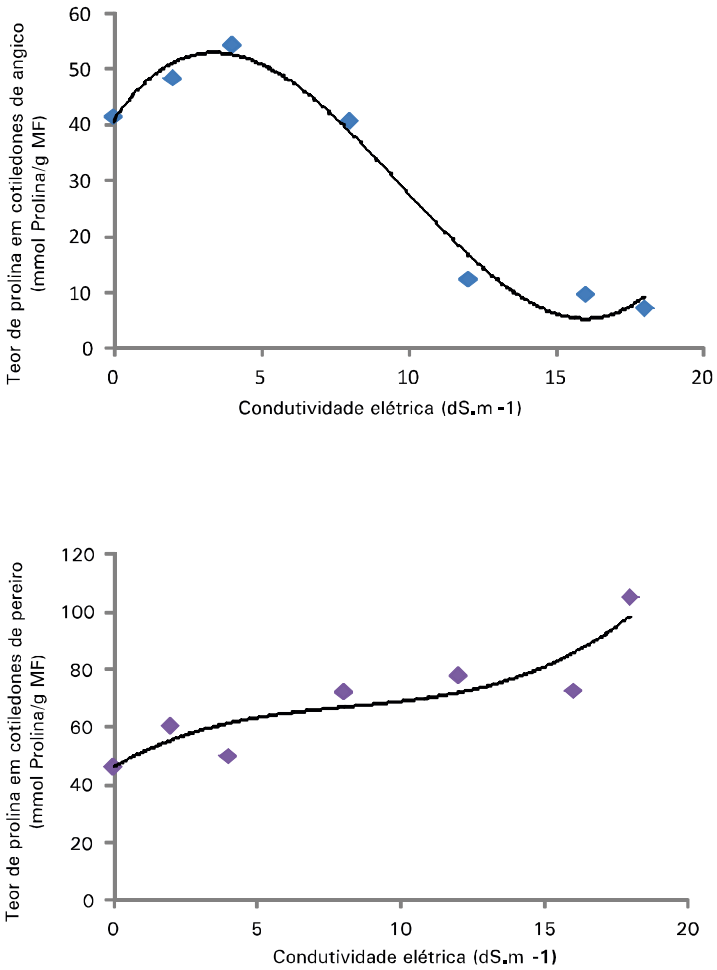 Teor de prolina em cotiledones de angico
(mmol Prolina/g MF)
60
50
40
30
20
10
0
0 5 10 15 20
Condutividade elétrica (dS.m -1)
Teor de prolina em cotiledones de pereiro
(mmol Prolina/g MF)
120
100
80
60
40
20
0
0 5 10 15 20
Condutividade elétrica (dS.m -1)